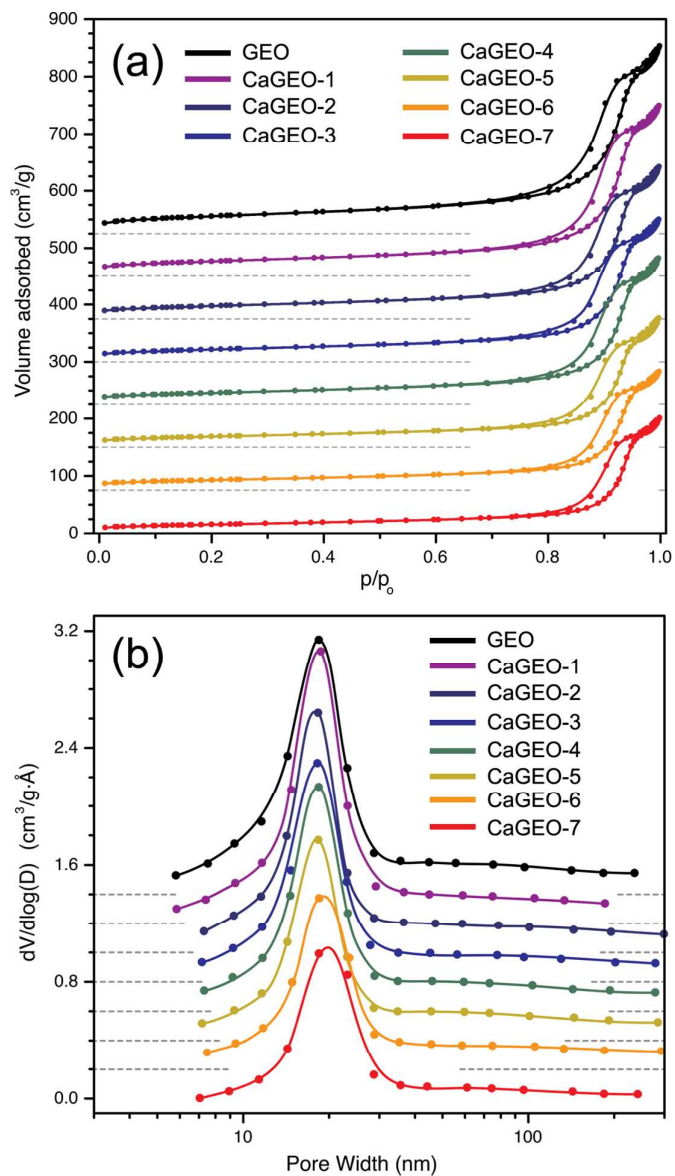 (a)
GEO
CaGEO-1
CaGEO-2
CaGEO-3
CaGEO-4
CaGEO-5
CaGEO-6
CaGEO-7
Volume adsorbed (cm³/g)
900
800
700
600
500
400
300
200
100
0
0.0 0.2 0.4 0.6 0.8 1.0
p/pₒ
(b)
GEO
CaGEO-1
CaGEO-2
CaGEO-3
CaGEO-4
CaGEO-5
CaGEO-6
CaGEO-7
dV/dlog(D) (cm³/g·Å)
3.2
2.4
1.6
0.8
0.0
10 100
Pore Width (nm)